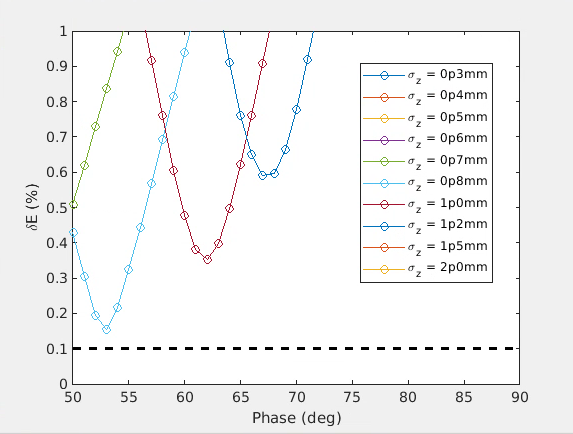 1
0.9
0.8
0.7
0.6
0.5
0.4
0.3
0.2
0.1
0
δE (%)
50 55 60 65 70 75 80 85 90
Phase (deg)
σz = 0p3mm
σz = 0p4mm
σz = 0p5mm
σz = 0p6mm
σz = 0p7mm
σz = 0p8mm
σz = 1p0mm
σz = 1p2mm
σz = 1p5mm
σz = 2p0mm